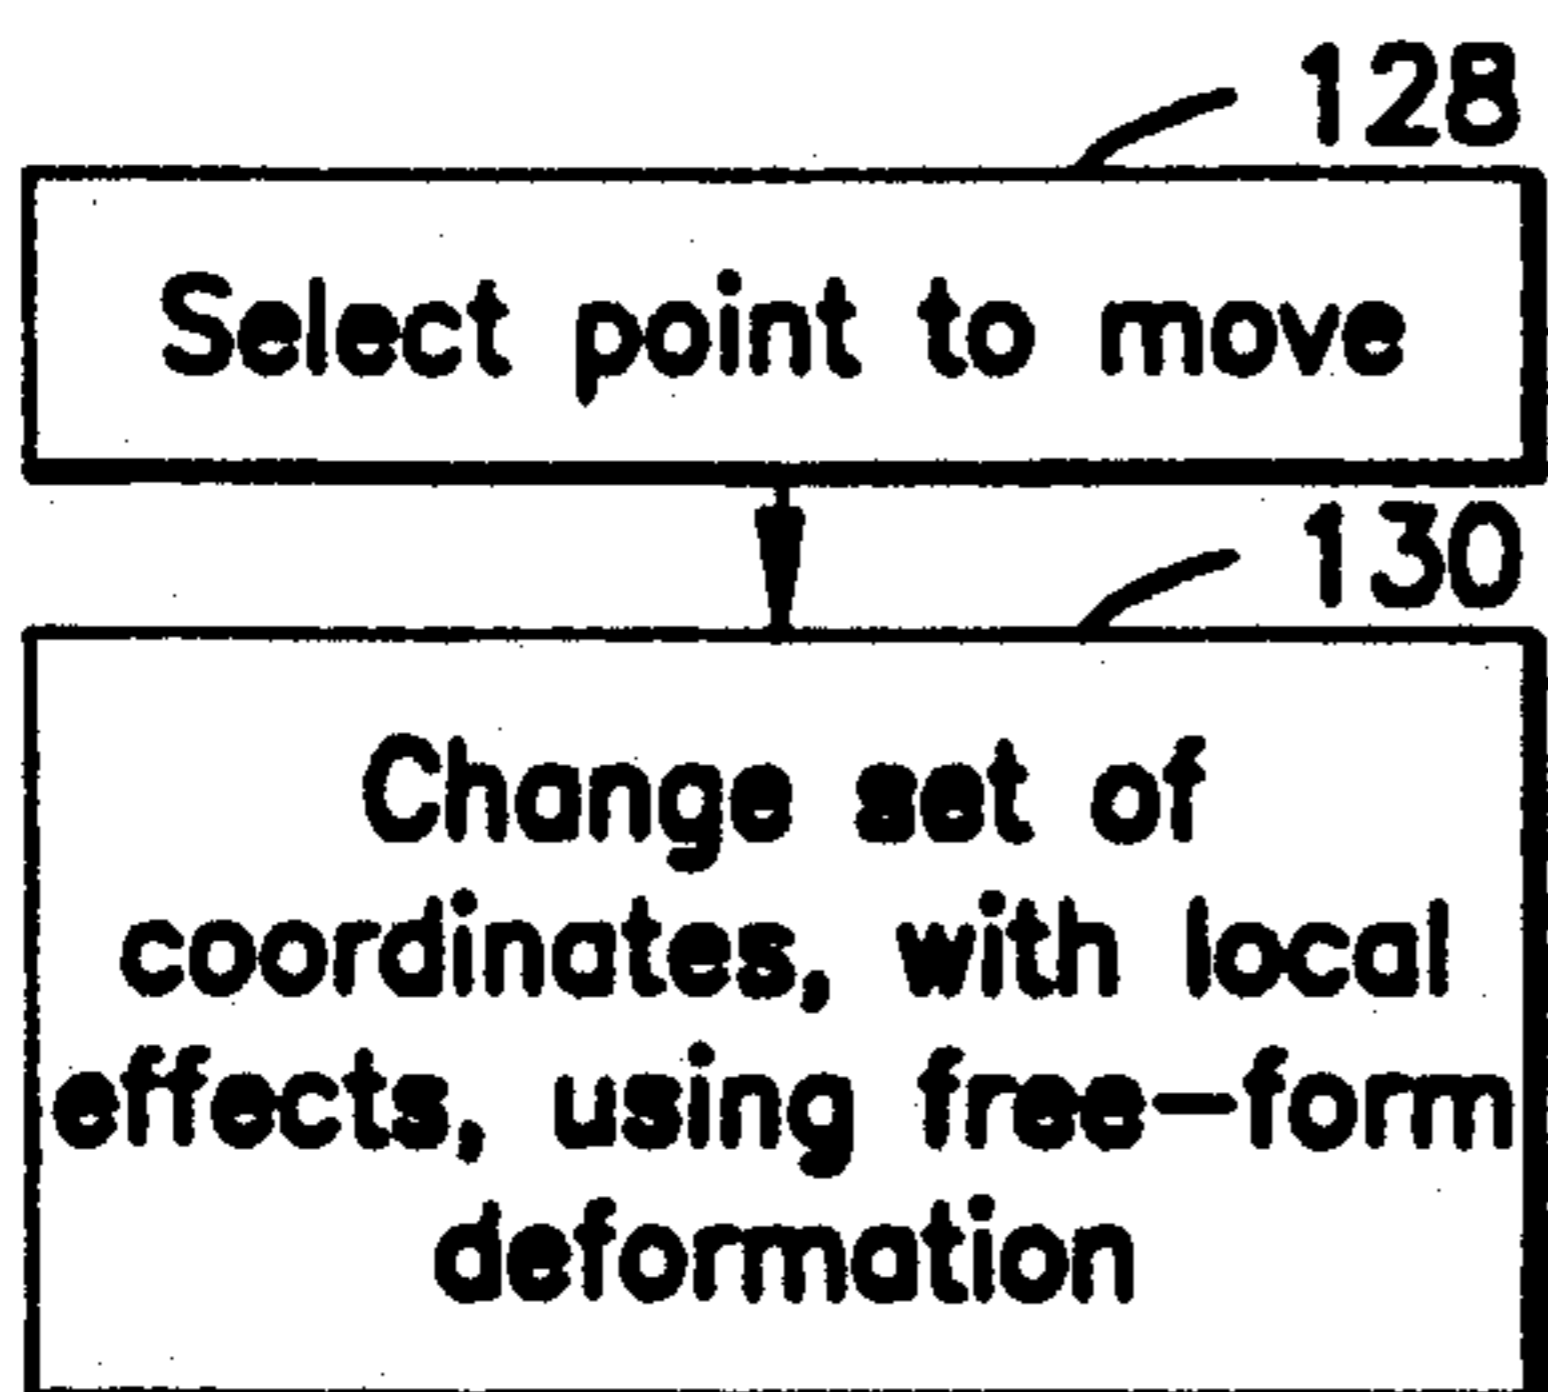 128
Select point to move
130
Change set of
coordinates, with local
effects, using free-form
deformation